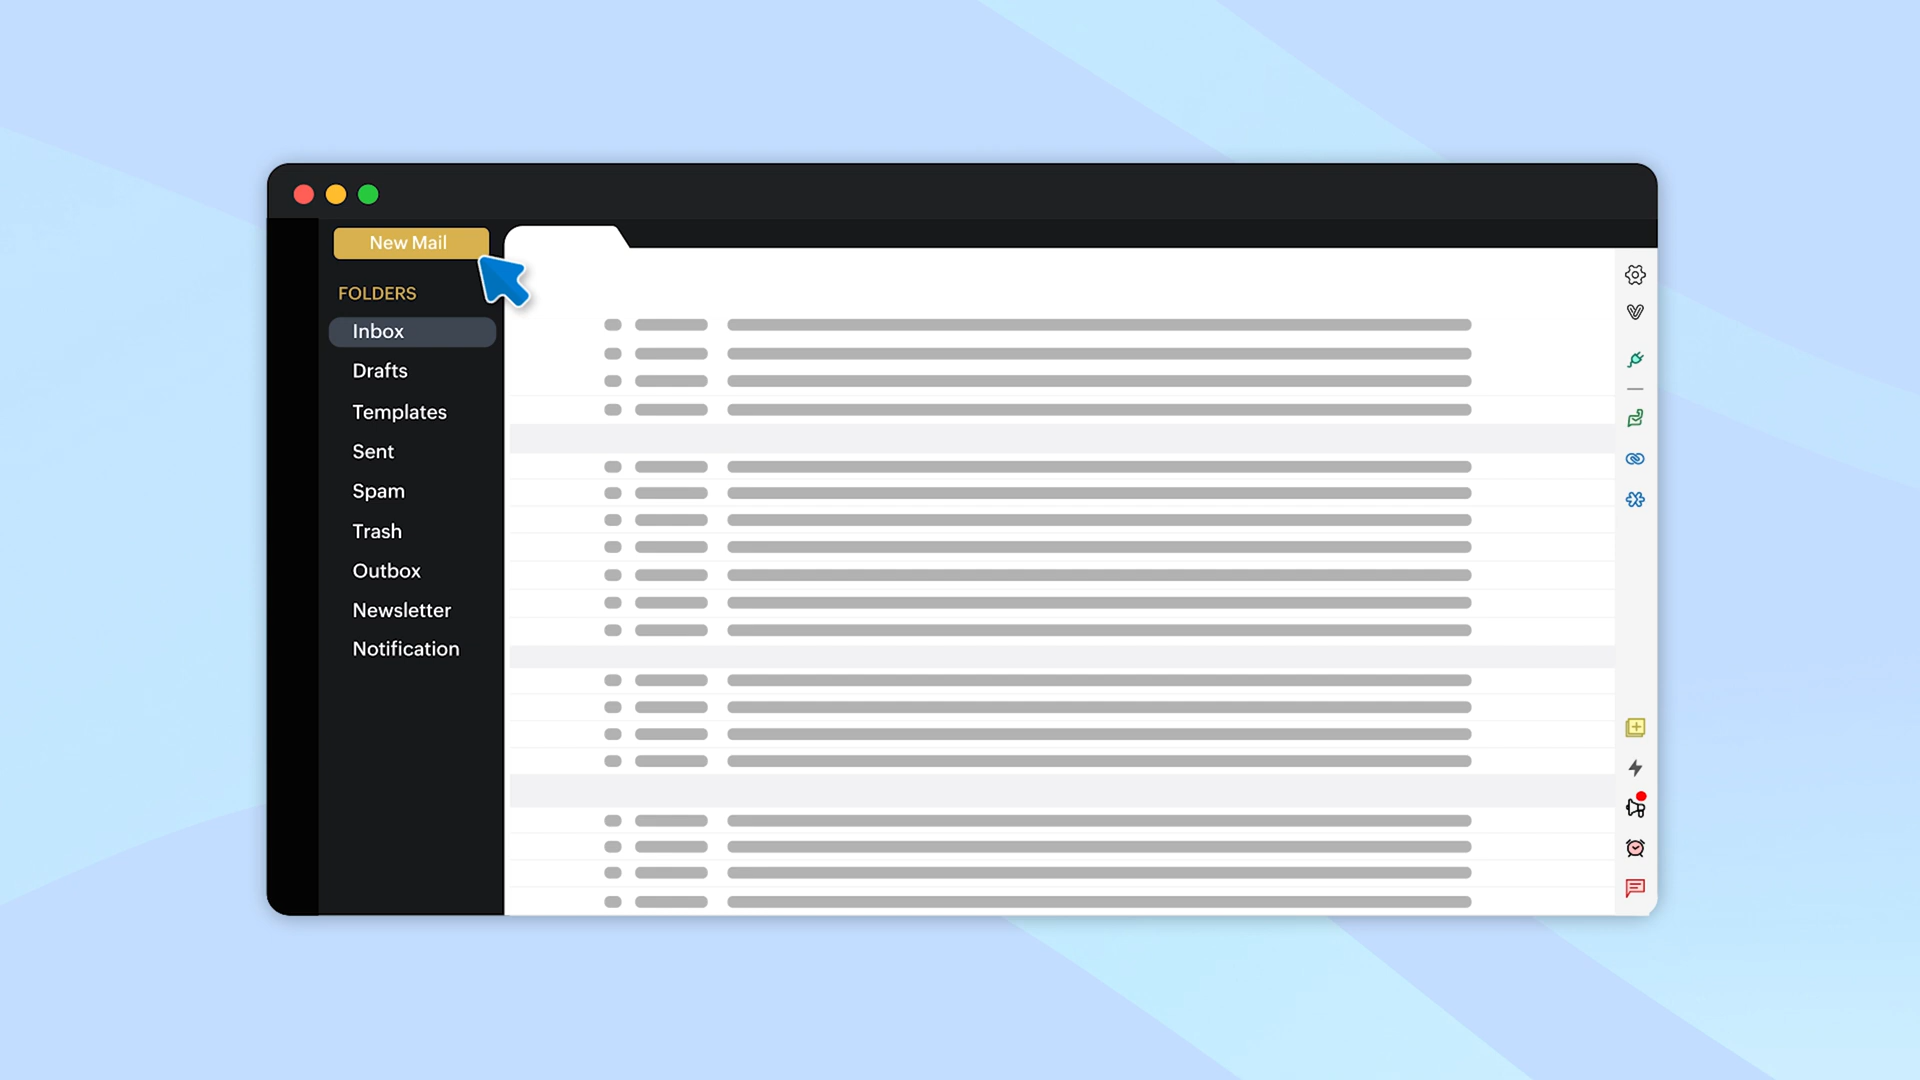 New Mail
FOLDERS
Inbox
Drafts
Templates
Sent
Spam
Trash
Outbox
Newsletter
Notification